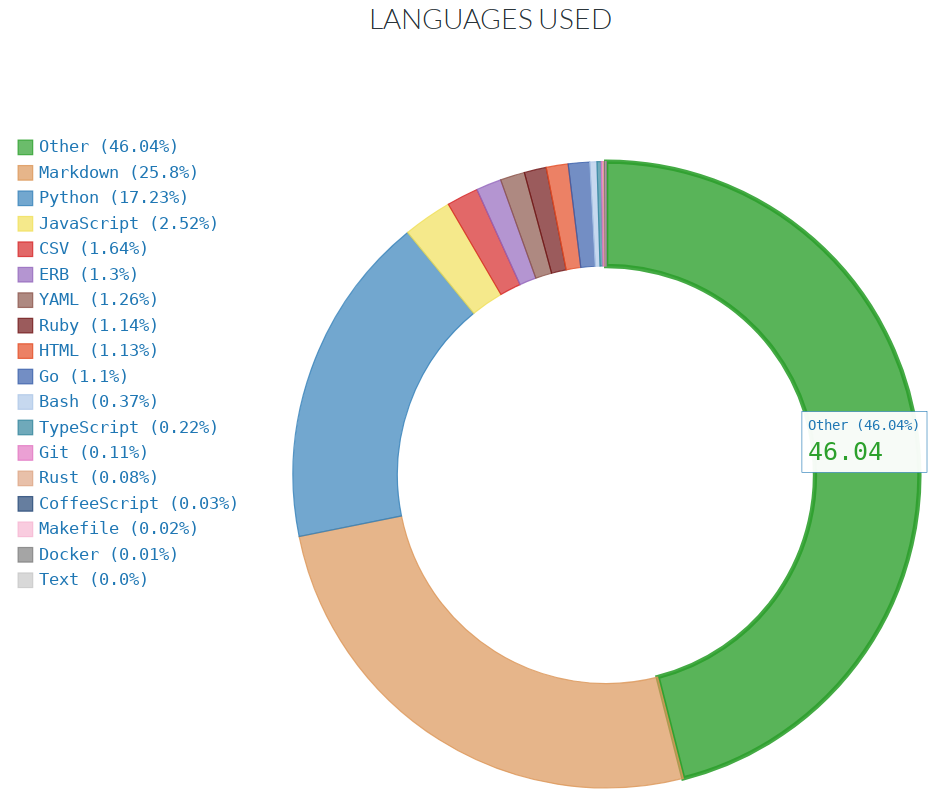 LANGUAGES USED
Other (46.04%)
Markdown (25.8%)
Python (17.23%)
JavaScript (2.52%)
CSV (1.64%)
ERB (1.3%)
YAML (1.26%)
Ruby (1.14%)
HTML (1.13%)
Go (1.1%)
Bash (0.37%)
TypeScript (0.22%)
Git (0.11%)
Rust (0.08%)
CoffeeScript (0.03%)
Makefile (0.02%)
Docker (0.01%)
Text (0.0%)
Other (46.04%)
46.04